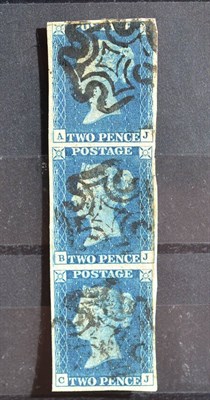 A TWO PENCE J
POSTAGE
B TWO PENCE J
POSTAGE
C TWO PENCE J